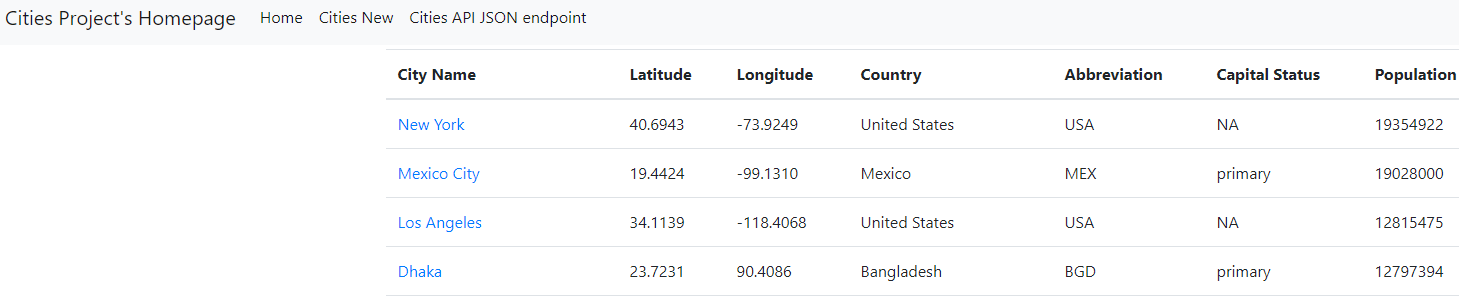 Cities Project's Homepage Home Cities New Cities API JSON endpoint
City Name Latitude Longitude Country Abbreviation Capital Status Population
New York 40.6943 -73.9249 United States USA NA 19354922
Mexico City 19.4424 -99.1310 Mexico MEX primary 19028000
Los Angeles 34.1139 -118.4068 United States USA NA 12815475
Dhaka 23.7231 90.4086 Bangladesh BGD primary 12797394